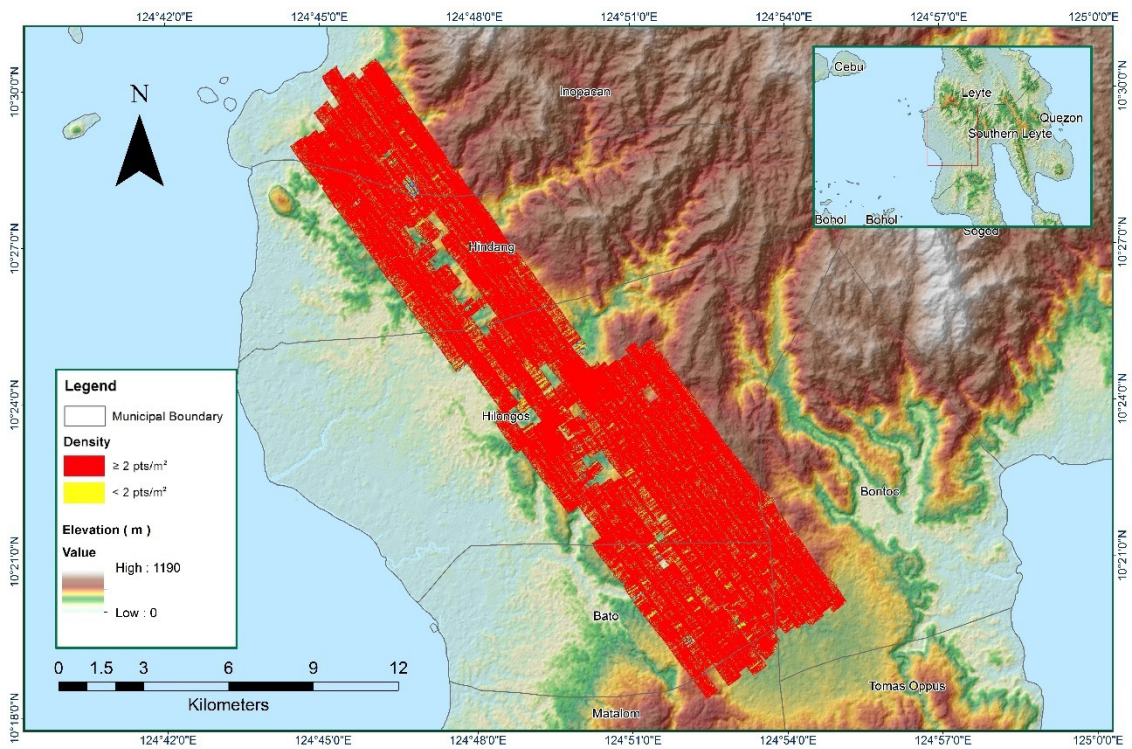 124°42'0"E 124°45'0"E 124°48'0"E 124°51'0"E 124°54'0"E 124°57'0"E 125°0'0"E
10°30'0"N
10°30'0"N
N
Inopacan
Cebu
Leyte
Quezon
Southern Leyte
Bohol
Bohol
Sogod
10°27'0"N
10°27'0"N
Hindang
Legend
Municipal Boundary
Density
≥ 2 pts/m²
< 2 pts/m²
Elevation ( m )
Value
High : 1190
Low : 0
10°24'0"N
10°24'0"N
Hilongos
Bontoc
10°21'0"N
10°21'0"N
Bato
Tomas Oppus
Matalom
0 1.5 3 6 9 12
Kilometers
10°18'0"N
10°18'0"N
124°42'0"E 124°45'0"E 124°48'0"E 124°51'0"E 124°54'0"E 124°57'0"E 125°0'0"E